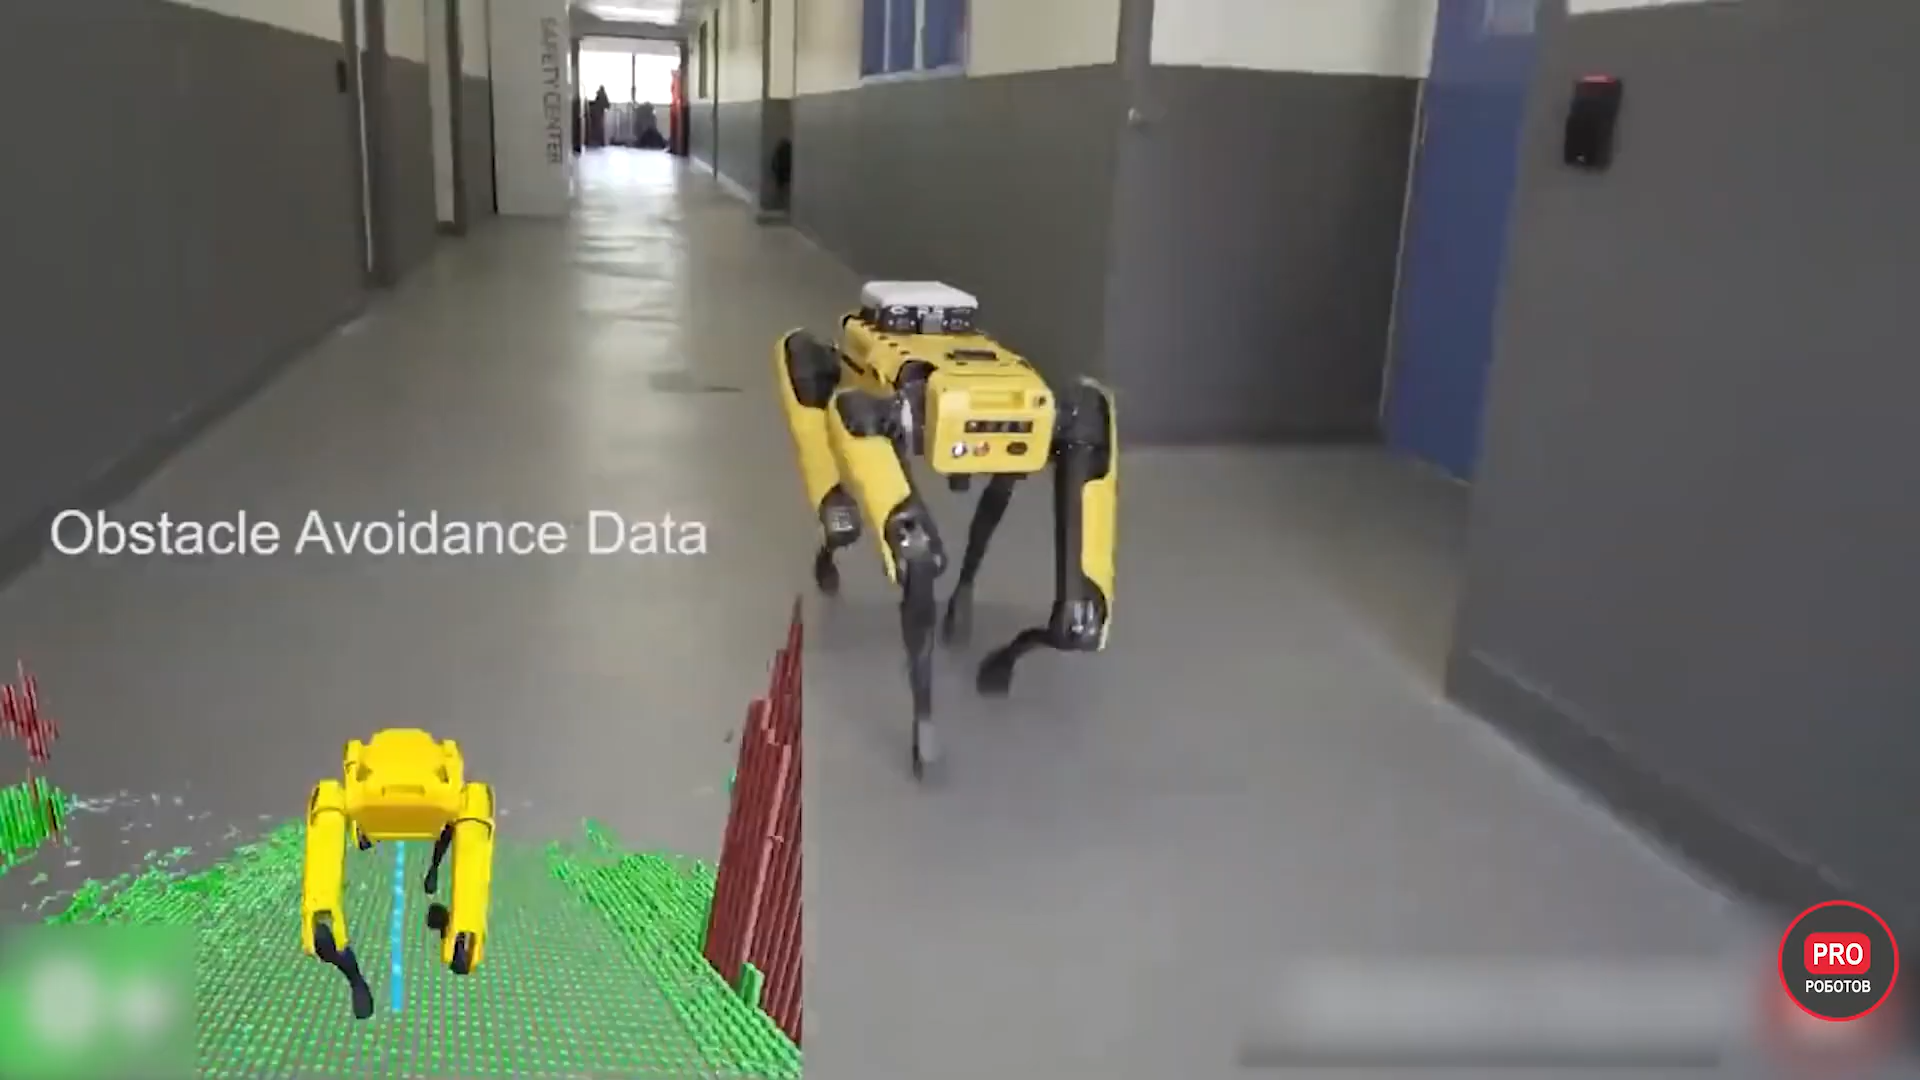 SAFETY CENTER
Obstacle Avoidance Data
PRO
РОБОТОВ